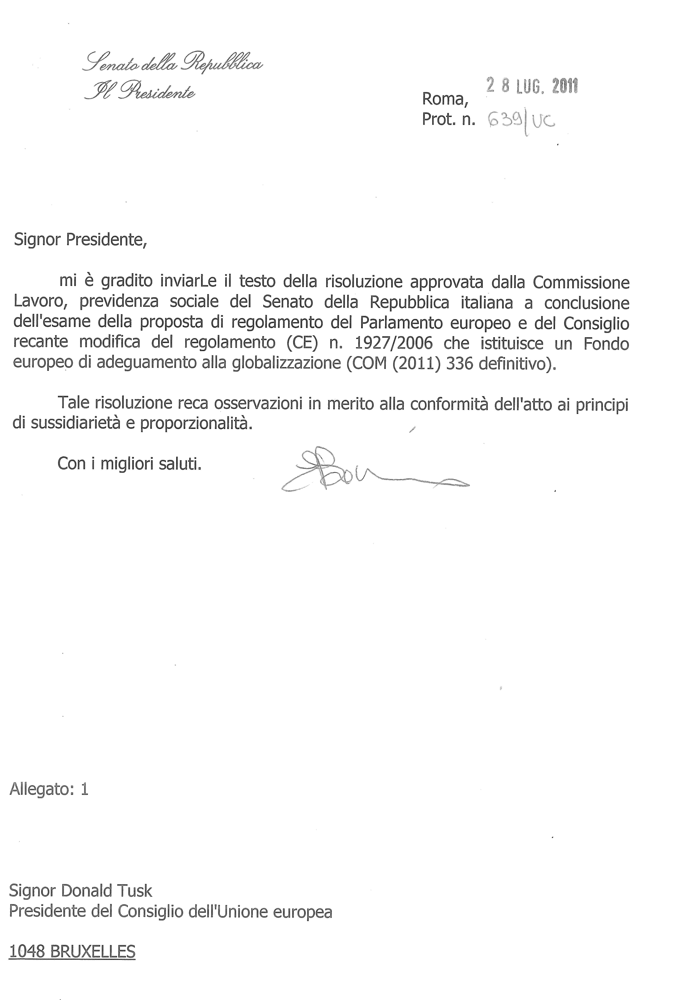 Senato della Repubblica
Il Presidente
28 LUG. 2011
Roma,
Prot. n. 639/UC
Signor Presidente,
mi è gradito inviarLe il testo della risoluzione approvata dalla Commissione
Lavoro, previdenza sociale del Senato della Repubblica italiana a conclusione
dell'esame della proposta di regolamento del Parlamento europeo e del Consiglio
recante modifica del regolamento (CE) n. 1927/2006 che istituisce un Fondo
europeo di adeguamento alla globalizzazione (COM (2011) 336 definitivo).
Tale risoluzione reca osservazioni in merito alla conformità dell'atto ai principi
di sussidiarietà e proporzionalità.
Con i migliori saluti.
Allegato: 1
Signor Donald Tusk
Presidente del Consiglio dell'Unione europea
1048 BRUXELLES